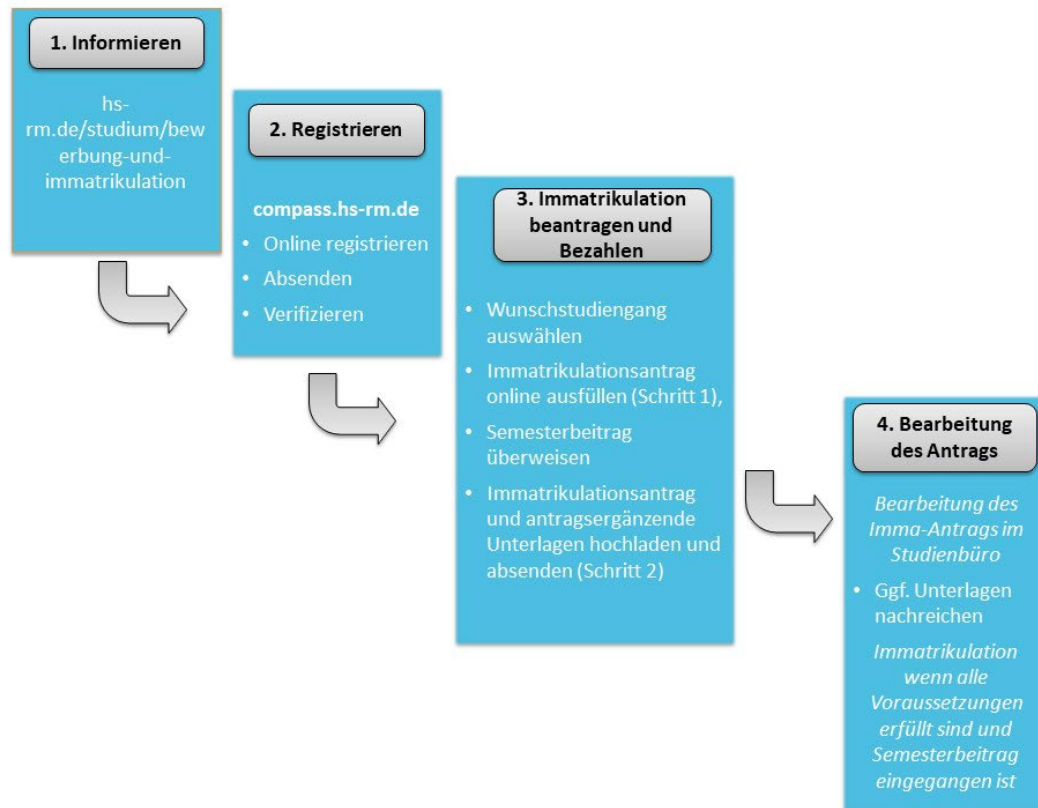 1. Informieren
hs-
rm.de/studium/bew
erbung-und-
immatrikulation
2. Registrieren
compass.hs-rm.de
• Online registrieren
• Absenden
• Verifizieren
3. Immatrikulation
beantragen und
Bezahlen
• Wunschstudiengang
auswählen
• Immatrikulationsantrag
online ausfüllen (Schritt 1),
• Semesterbeitrag
überweisen
• Immatrikulationsantrag
und antragsergänzende
Unterlagen hochladen und
absenden (Schritt 2)
4. Bearbeitung
des Antrags
Bearbeitung des
Imma-Antrags im
Studienbüro
• Ggf. Unterlagen
nachreichen
Immatrikulation
wenn alle
Voraussetzungen
erfüllt sind und
Semesterbeitrag
eingegangen ist